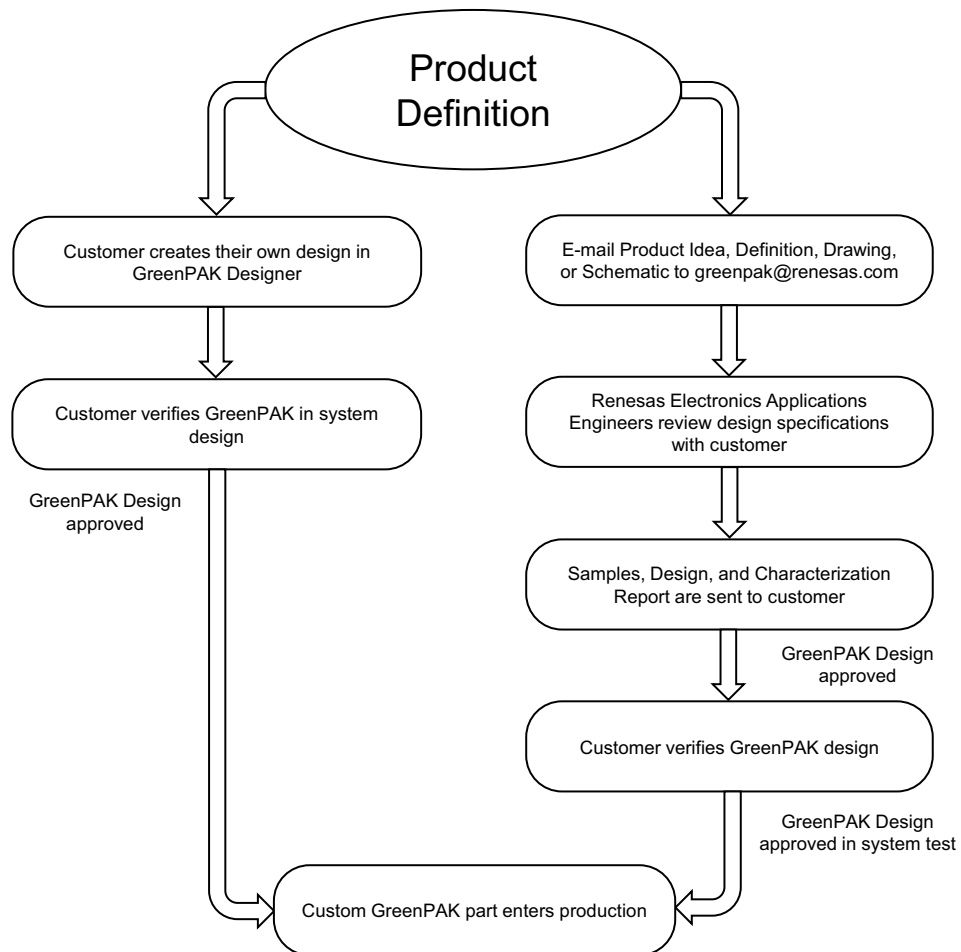 Product
Definition
Customer creates their own design in
GreenPAK Designer
Customer verifies GreenPAK in system
design
GreenPAK Design
approved
E-mail Product Idea, Definition, Drawing,
or Schematic to greenpak@renesas.com
Renesas Electronics Applications
Engineers review design specifications
with customer
Samples, Design, and Characterization
Report are sent to customer
GreenPAK Design
approved
Customer verifies GreenPAK design
GreenPAK Design
approved in system test
Custom GreenPAK part enters production